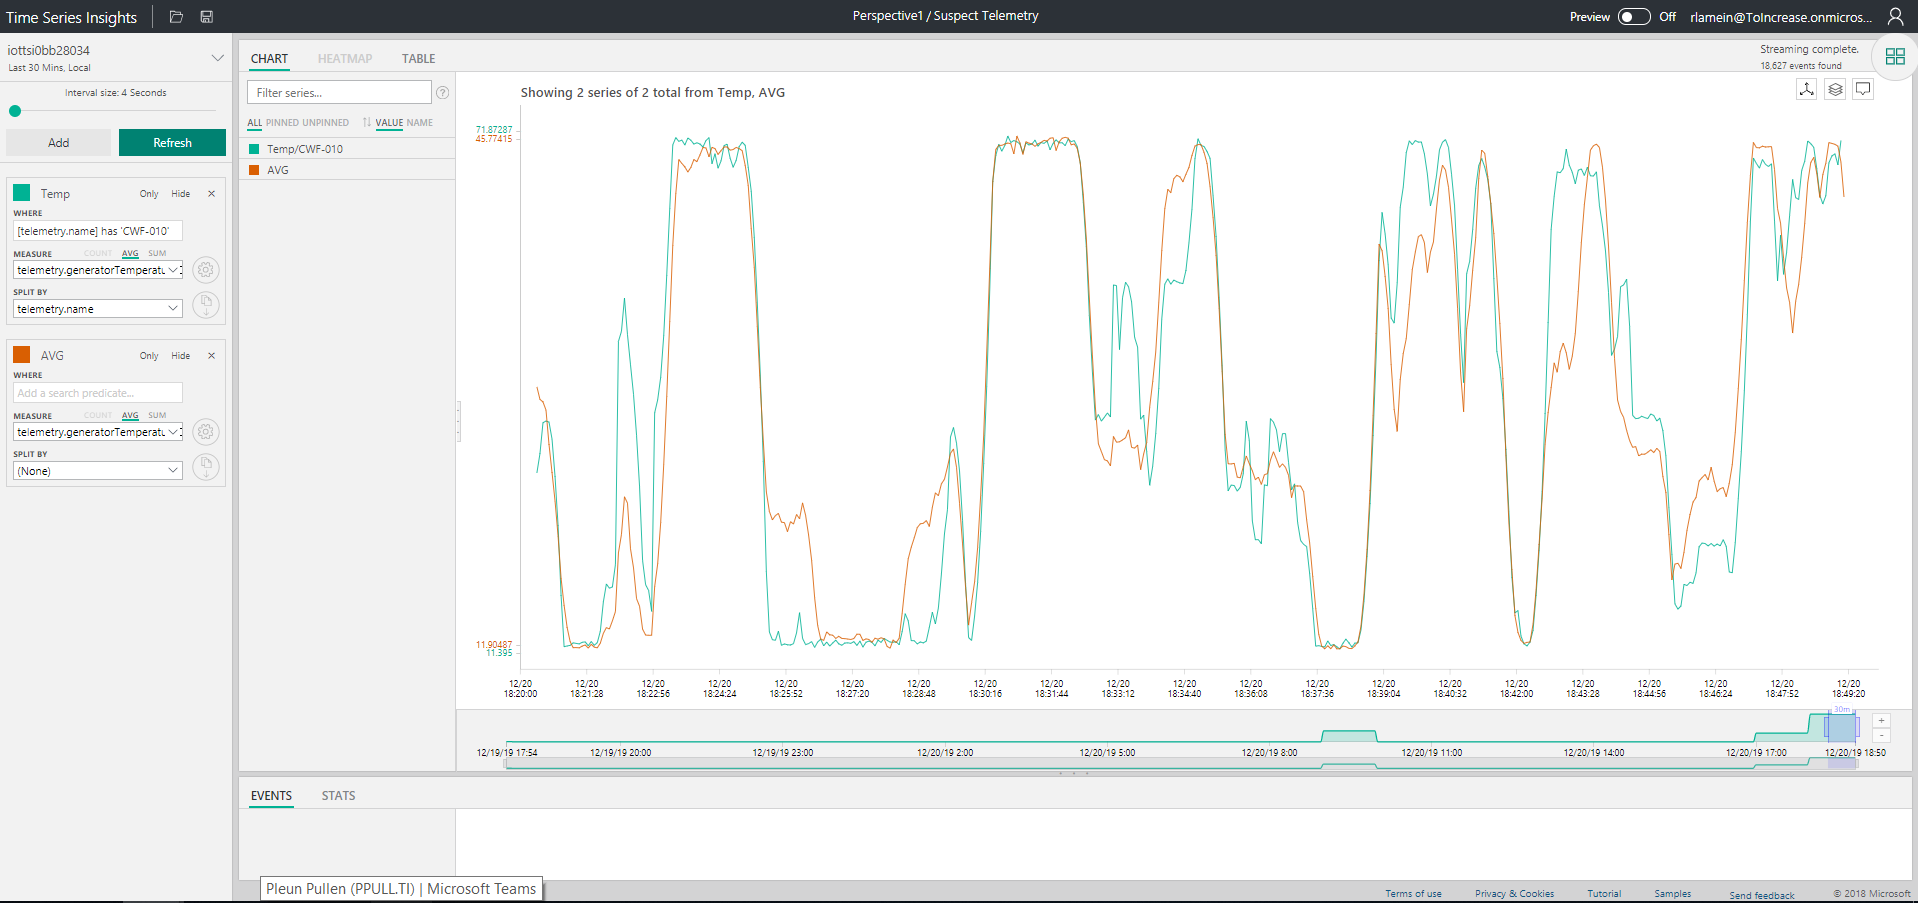 Time Series Insights
Perspective1 / Suspect Telemetry
Preview Off rlamein@ToIncrease.onmicros...
iottsi0bb28034
Last 30 Mins, Local
Interval size: 4 Seconds
Add Refresh
Temp Only Hide ×
WHERE
[telemetry.name] has 'CWF-010'
MEASURE COUNT AVG SUM
telemetry.generatorTemperatu
SPLIT BY
telemetry.name
AVG Only Hide ×
WHERE
Add a search predicate...
MEASURE COUNT AVG SUM
telemetry.generatorTemperatu
SPLIT BY
(None)
CHART HEATMAP TABLE
Streaming complete.
18,627 events found
Filter series... ?
ALL PINNED UNPINNED VALUE NAME
Temp/CWF-010
AVG
Showing 2 series of 2 total from Temp, AVG
71.87287
45.77415
11.90487
11.395
12/20 12/20 12/20 12/20 12/20 12/20 12/20 12/20 12/20 12/20 12/20 12/20 12/20 12/20 12/20 12/20 12/20 12/20 12/20 12/20 12/20
18:20:00 18:21:28 18:22:56 18:24:24 18:25:52 18:27:20 18:28:48 18:30:16 18:31:44 18:33:12 18:34:40 18:36:08 18:37:36 18:39:04 18:40:32 18:42:00 18:43:28 18:44:56 18:46:24 18:47:52 18:49:20
30m
+
-
12/19/19 17:54 12/19/19 20:00 12/19/19 23:00 12/20/19 2:00 12/20/19 5:00 12/20/19 8:00 12/20/19 11:00 12/20/19 14:00 12/20/19 17:00 12/20/19 18:50
EVENTS STATS
Pleun Pullen (PPULL.TI) | Microsoft Teams
Terms of use Privacy & Cookies Tutorial Samples Send feedback © 2018 Microsoft